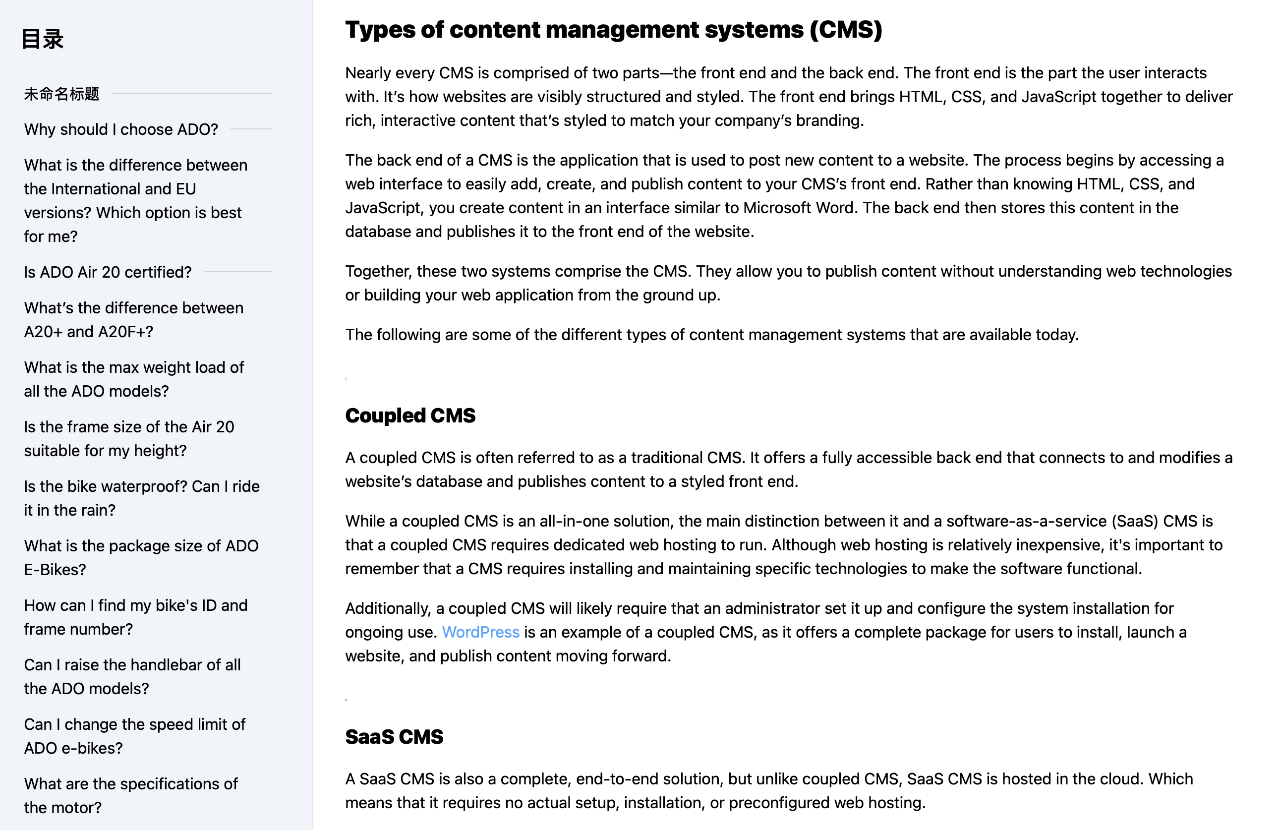 目录
未命名标题
Why should I choose ADO?
What is the difference between
the International and EU
versions? Which option is best
for me?
Is ADO Air 20 certified?
What’s the difference between
A20+ and A20F+?
What is the max weight load of
all the ADO models?
Is the frame size of the Air 20
suitable for my height?
Is the bike waterproof? Can I ride
it in the rain?
What is the package size of ADO
E-Bikes?
How can I find my bike's ID and
frame number?
Can I raise the handlebar of all
the ADO models?
Can I change the speed limit of
ADO e-bikes?
What are the specifications of
the motor?
Types of content management systems (CMS)
Nearly every CMS is comprised of two parts—the front end and the back end. The front end is the part the user interacts
with. It’s how websites are visibly structured and styled. The front end brings HTML, CSS, and JavaScript together to deliver
rich, interactive content that’s styled to match your company’s branding.
The back end of a CMS is the application that is used to post new content to a website. The process begins by accessing a
web interface to easily add, create, and publish content to your CMS’s front end. Rather than knowing HTML, CSS, and
JavaScript, you create content in an interface similar to Microsoft Word. The back end then stores this content in the
database and publishes it to the front end of the website.
Together, these two systems comprise the CMS. They allow you to publish content without understanding web technologies
or building your web application from the ground up.
The following are some of the different types of content management systems that are available today.
Coupled CMS
A coupled CMS is often referred to as a traditional CMS. It offers a fully accessible back end that connects to and modifies a
website’s database and publishes content to a styled front end.
While a coupled CMS is an all-in-one solution, the main distinction between it and a software-as-a-service (SaaS) CMS is
that a coupled CMS requires dedicated web hosting to run. Although web hosting is relatively inexpensive, it's important to
remember that a CMS requires installing and maintaining specific technologies to make the software functional.
Additionally, a coupled CMS will likely require that an administrator set it up and configure the system installation for
ongoing use. WordPress is an example of a coupled CMS, as it offers a complete package for users to install, launch a
website, and publish content moving forward.
SaaS CMS
A SaaS CMS is also a complete, end-to-end solution, but unlike coupled CMS, SaaS CMS is hosted in the cloud. Which
means that it requires no actual setup, installation, or preconfigured web hosting.